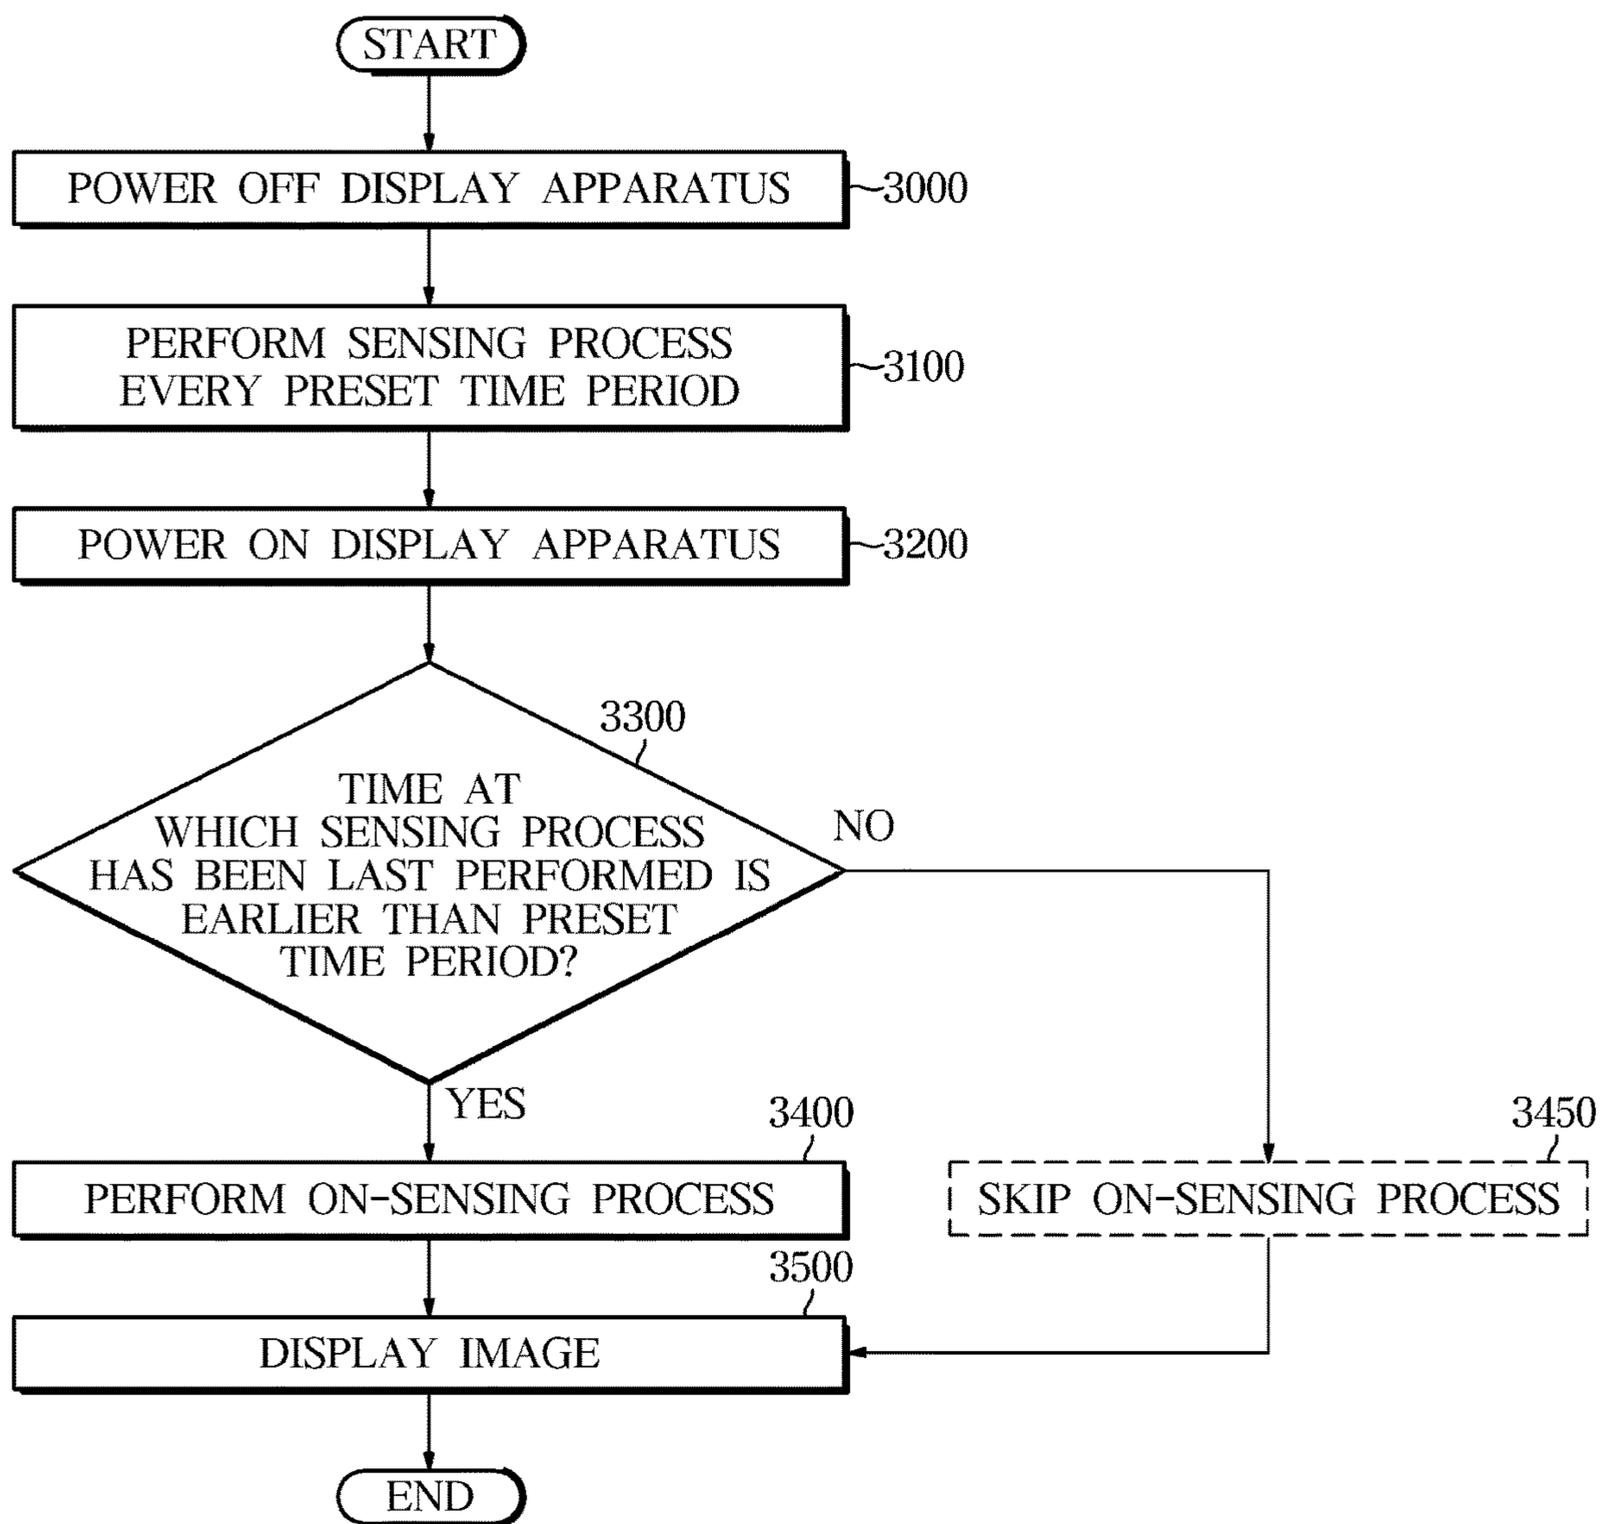 START
POWER OFF DISPLAY APPARATUS
3000
PERFORM SENSING PROCESS
EVERY PRESET TIME PERIOD
3100
POWER ON DISPLAY APPARATUS
3200
3300
TIME AT
WHICH SENSING PROCESS
HAS BEEN LAST PERFORMED IS
EARLIER THAN PRESET
TIME PERIOD?
NO
YES
3400
PERFORM ON-SENSING PROCESS
3450
SKIP ON-SENSING PROCESS
3500
DISPLAY IMAGE
END